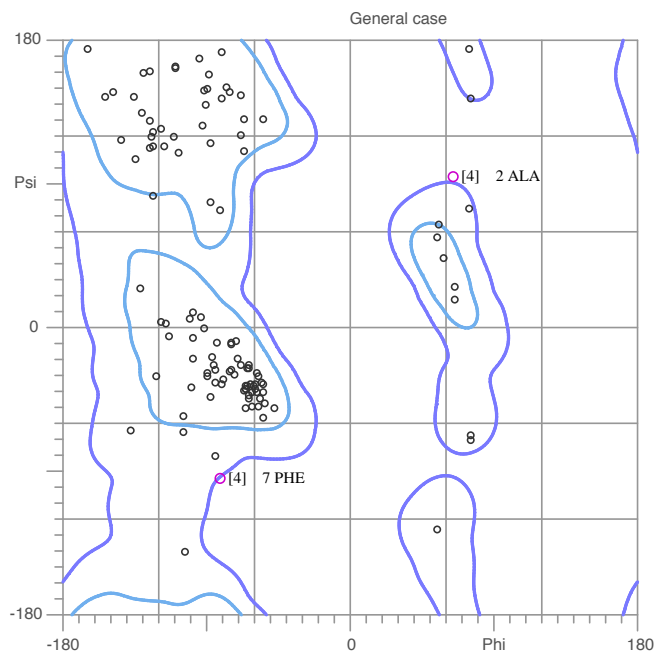 General case
180
[4] 2 ALA
Psi
0
[4] 7 PHE
-180
-180 0 Phi 180